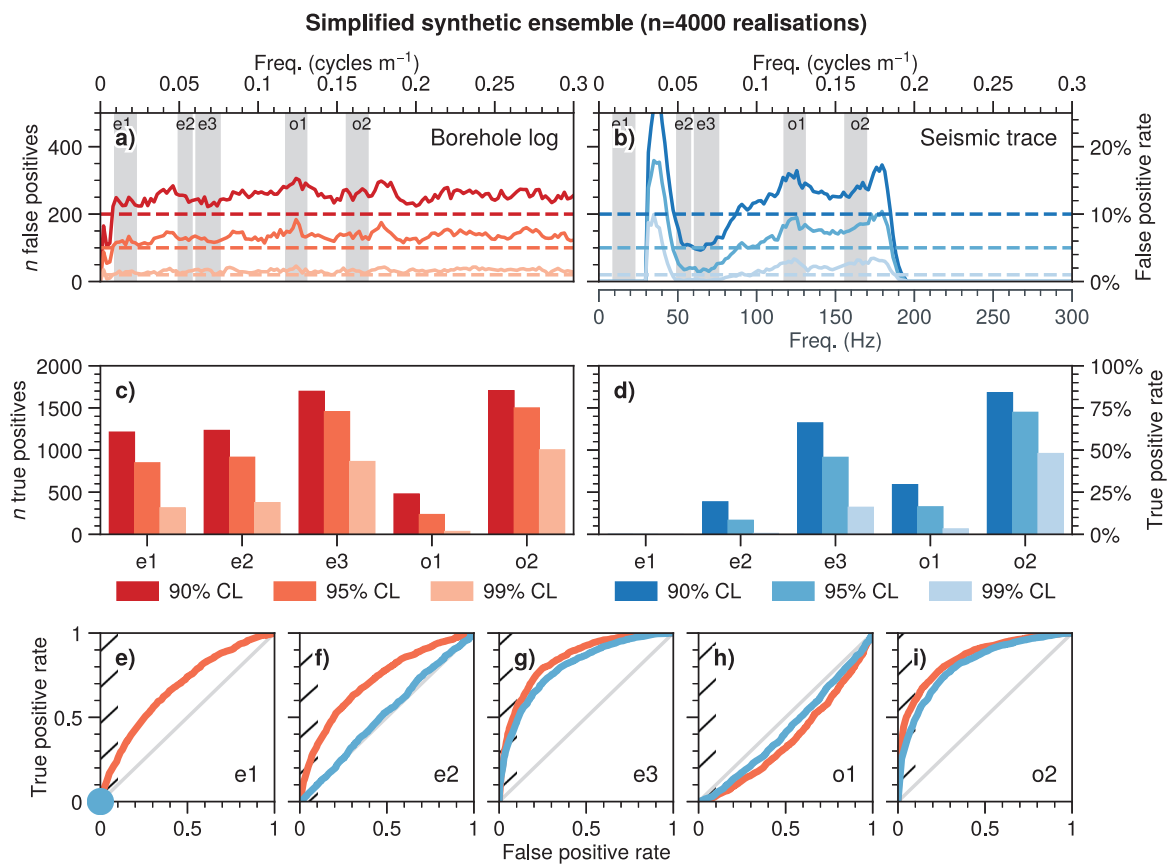 Simplified synthetic ensemble (n=4000 realisations)
Freq. (cycles m⁻¹)
Freq. (cycles m⁻¹)
0 0.05 0.1 0.15 0.2 0.25 0.3
0 0.05 0.1 0.15 0.2 0.25 0.3
e1 e2 e3 o1 o2
e1 e2 e3 o1 o2
a) Borehole log
b) Seismic trace
n false positives
400
200
0
20%
10%
0%
False positive rate
0 50 100 150 200 250 300
Freq. (Hz)
c)
d)
n true positives
2000
1500
1000
500
0
100%
75%
50%
25%
0%
True positive rate
e1 e2 e3 o1 o2
e1 e2 e3 o1 o2
90% CL 95% CL 99% CL
90% CL 95% CL 99% CL
True positive rate
1
0.5
0
e) f) g) h) i)
e1 e2 e3 o1 o2
0 0.5 1
0 0.5 1
0 0.5 1
0 0.5 1
0 0.5 1
False positive rate